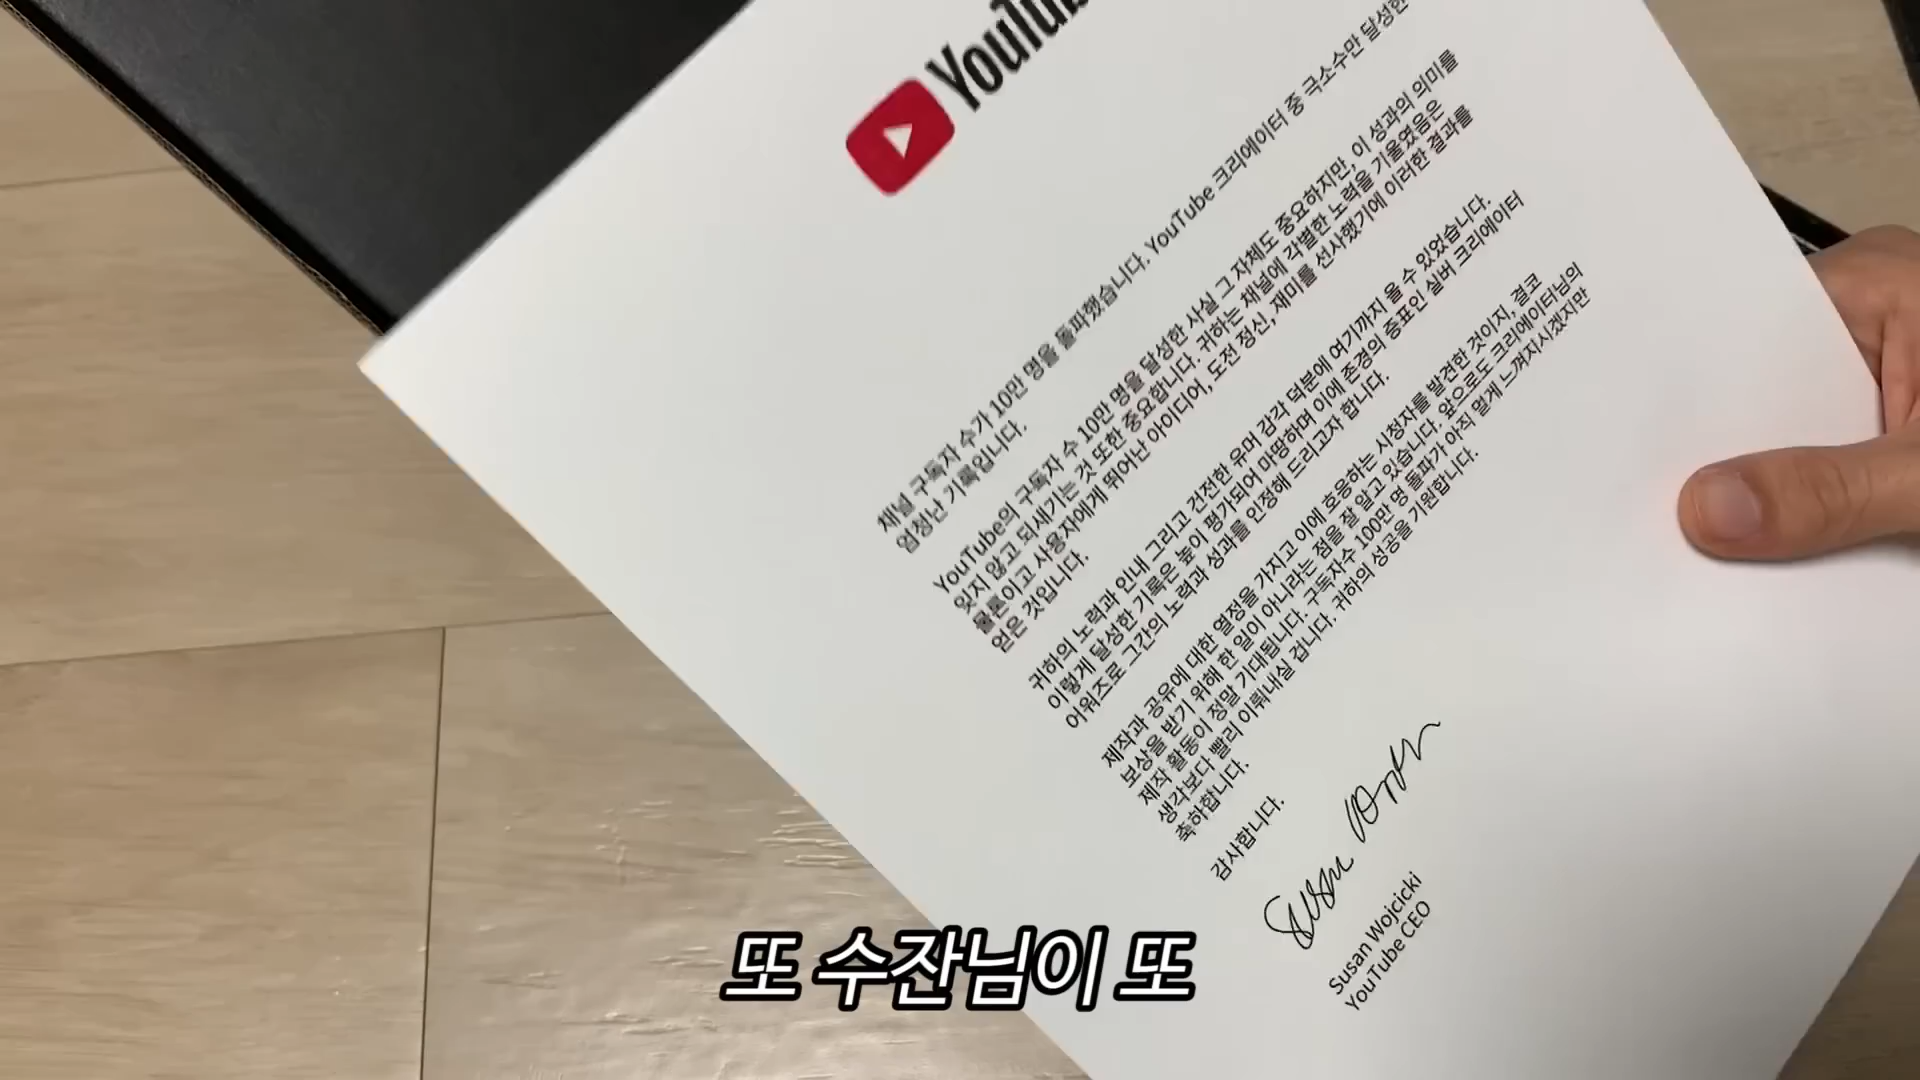 YouTube
채널 구독자 수가 10만 명을 돌파했습니다. YouTube 크리에이터 중 극소수만 달성한
엄청난 기록입니다.
YouTube의 구독자 수 10만 명을 달성한 사실 그 자체도 중요하지만, 이 성과의 의미를
잊지 않고 되새기는 것 또한 중요합니다. 귀하는 채널에 각별한 노력을 기울였음은
물론이고 사용자에게 뛰어난 아이디어, 도전 정신, 재미를 선사했기에 이러한 결과를
얻은 것입니다.
귀하의 노력과 인내 그리고 건전한 유머 감각 덕분에 여기까지 올 수 있었습니다.
이렇게 달성한 기록은 높이 평가되어 마땅하며 이에 존경의 증표인 실버 크리에이터
어워즈로 그간의 노력과 성과를 인정해 드리고자 합니다.
제작과 공유에 대한 열정을 가지고 이에 호응하는 시청자를 발견한 것이지, 결코
보상을 받기 위해 한 일이 아니라는 점을 잘 알고 있습니다. 앞으로도 크리에이터님의
제작 활동이 정말 기대됩니다. 구독자수 100만 명 돌파가 아직 멀게 느껴지시겠지만
생각보다 빨리 이뤄내실 겁니다. 귀하의 성공을 기원합니다.
축하합니다.
감사합니다.
Susan Wojcicki
YouTube CEO
또 수잔님이 또